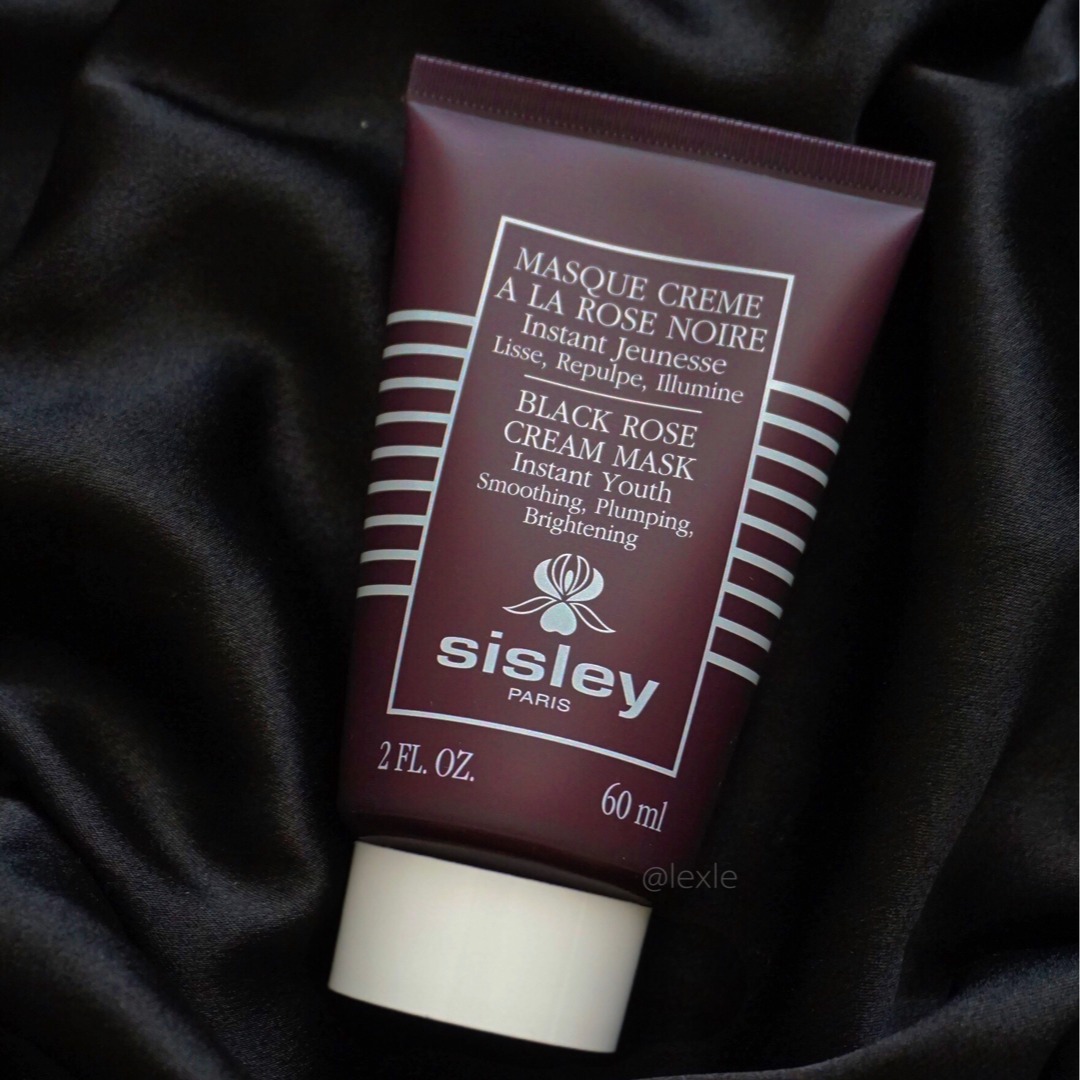 MASQUE CREME
A LA ROSE NOIRE
Instant Jeunesse
Lisse, Repulpe, Illumine
BLACK ROSE
CREAM MASK
Instant Youth
Smoothing, Plumping,
Brightening
sisley
PARIS
2 FL. OZ.
60 ml
@lexle